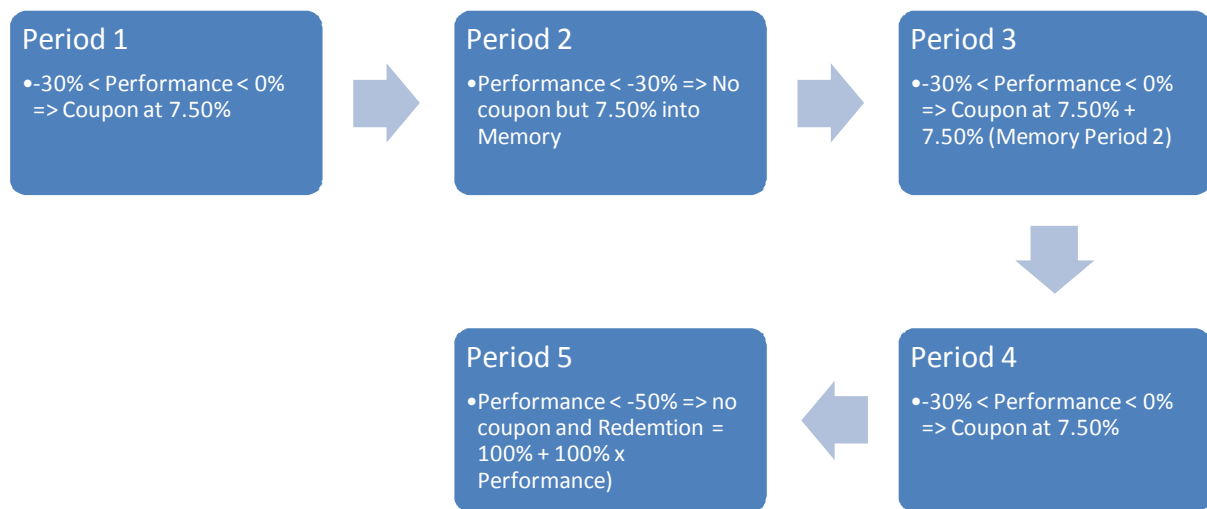 Period 1
•-30% < Performance < 0%
=> Coupon at 7.50%
Period 2
•Performance < -30% => No
coupon but 7.50% into
Memory
Period 3
•-30% < Performance < 0%
=> Coupon at 7.50% +
7.50% (Memory Period 2)
Period 4
•-30% < Performance < 0%
=> Coupon at 7.50%
Period 5
•Performance < -50% => no
coupon and Redemtion =
100% + 100% x
Performance)